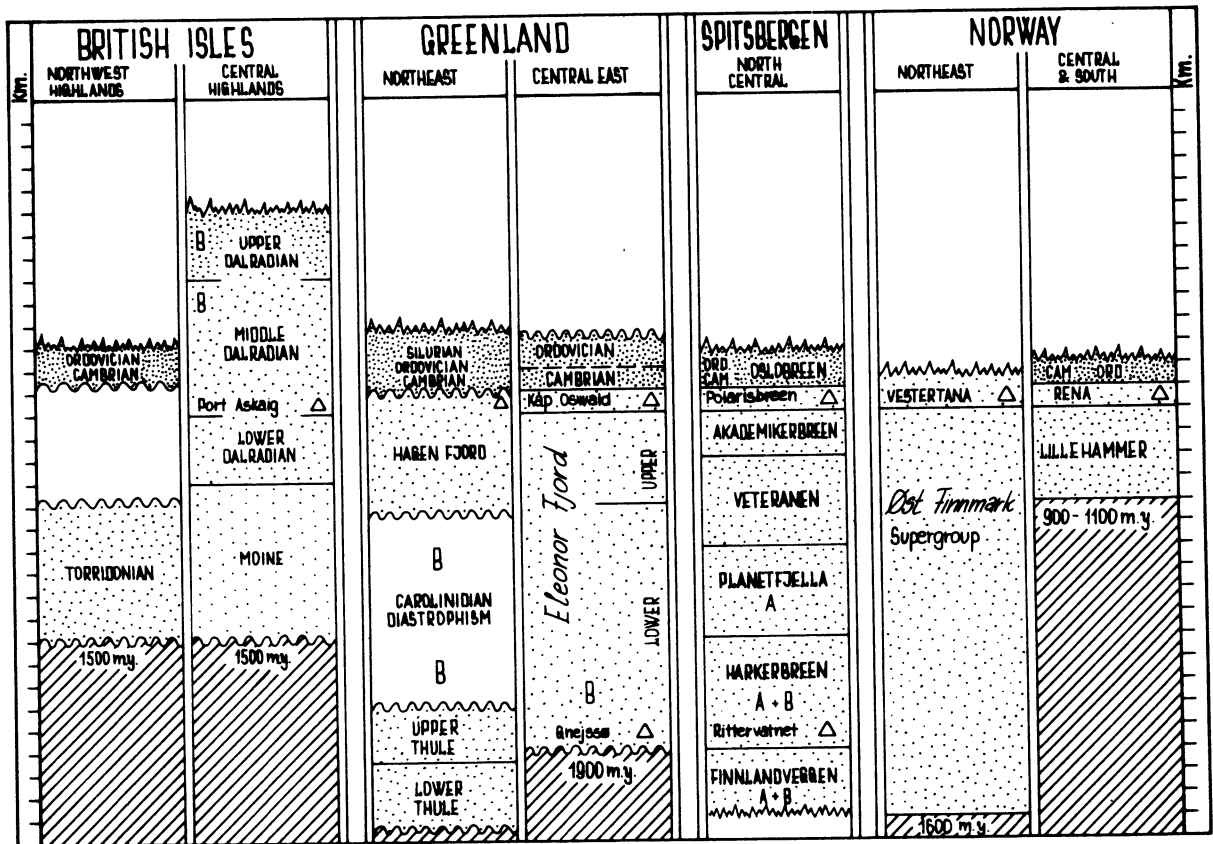 BRITISH ISLES
GREENLAND
SPITSBERGEN
NORWAY
Km.
NORTHWEST
HIGHLANDS
CENTRAL
HIGHLANDS
NORTHEAST
CENTRAL EAST
NORTH
CENTRAL
NORTHEAST
CENTRAL
& SOUTH
Km.
ORDOVICIAN
CAMBRIAN
TORRIDONIAN
1500 m.y.
B
UPPER
DALRADIAN
B
MIDDLE
DALRADIAN
Port Askaig △
LOWER
DALRADIAN
MOINE
1500 m.y.
SILURIAN
ORDOVICIAN
CAMBRIAN
△
HAGEN FJORD
B
CAROLINIDIAN
DIASTROPHISM
B
UPPER
THULE
LOWER
THULE
ORDOVICIAN
CAMBRIAN
Kap Oswald △
Eleonor Fjord
UPPER
LOWER
B
Gnejssø △
1900 m.y.
ORD.
CAM.
OSLOBREEN
Polarisbreen △
AKADEMIKERBREEN
VETERANEN
PLANETFJELLA
A
HARKERBREEN
A + B
Rittervatnet △
FINNLANDVEGGEN
A + B
VESTERTANA △
Øst Finnmark
Supergroup
1600 m.y.
CAM. ORD.
RENA △
LILLEHAMMER
900 - 1100 m.y.